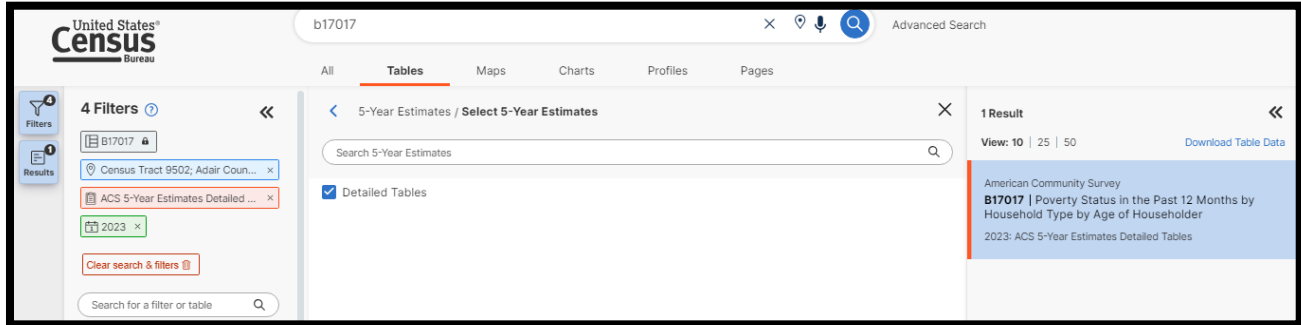 United States®
Census
Bureau
b17017
Advanced Search
All Tables Maps Charts Profiles Pages
4
Filters
1
Results
4 Filters
B17017
Census Tract 9502; Adair Coun...
ACS 5-Year Estimates Detailed ...
2023
Clear search & filters
Search for a filter or table
5-Year Estimates / Select 5-Year Estimates
Search 5-Year Estimates
Detailed Tables
1 Result
View: 10 | 25 | 50 Download Table Data
American Community Survey
B17017 | Poverty Status in the Past 12 Months by
Household Type by Age of Householder
2023: ACS 5-Year Estimates Detailed Tables